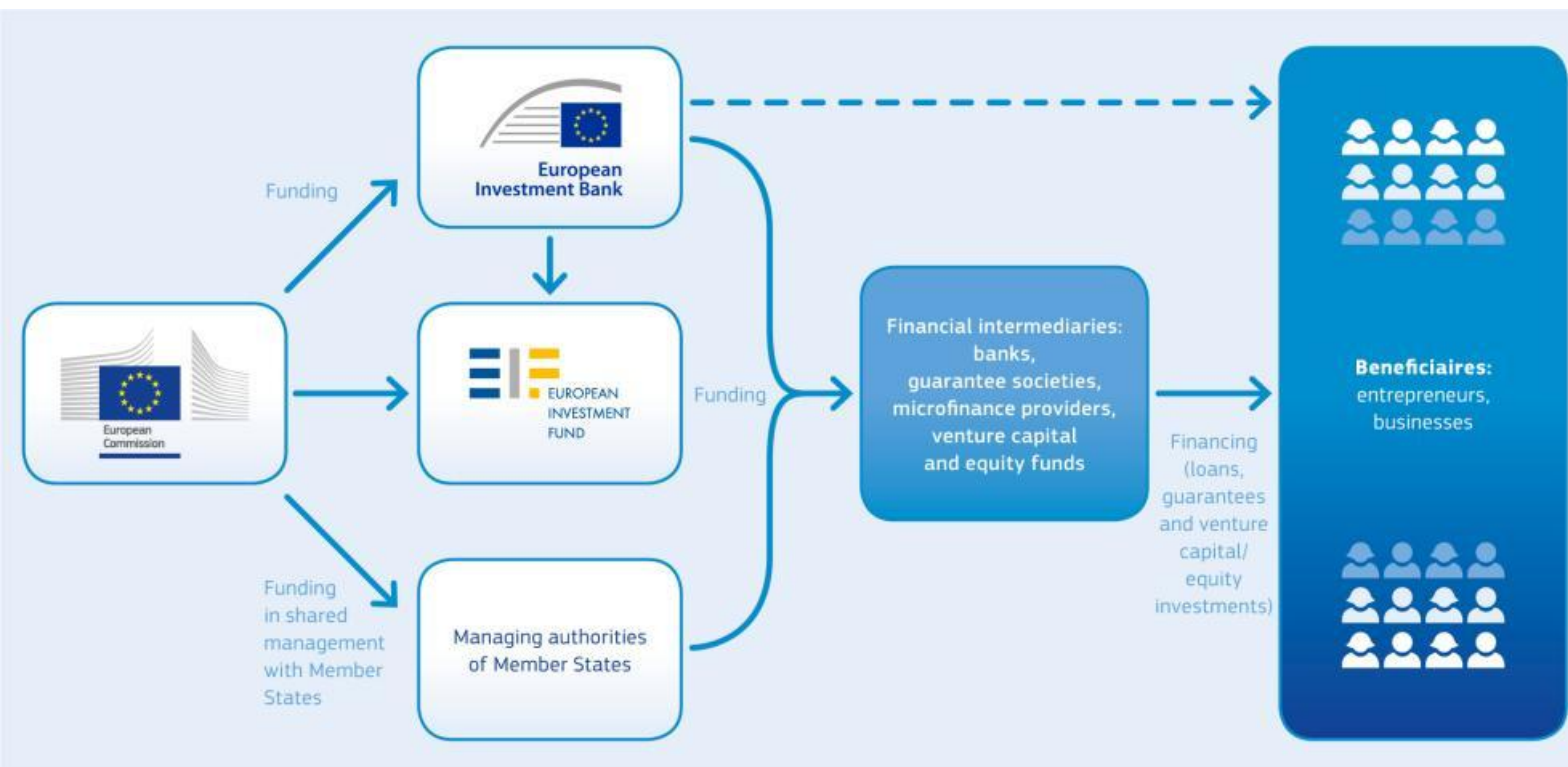 European
Investment Bank
Funding
European
Commission
EUROPEAN
INVESTMENT
FUND
Funding
Financial intermediaries:
banks,
guarantee societies,
microfinance providers,
venture capital
and equity funds
Financing
(loans,
guarantees
and venture
capital/
equity
investments)
Beneficiaires:
entrepreneurs,
businesses
Funding
in shared
management
with Member
States
Managing authorities
of Member States